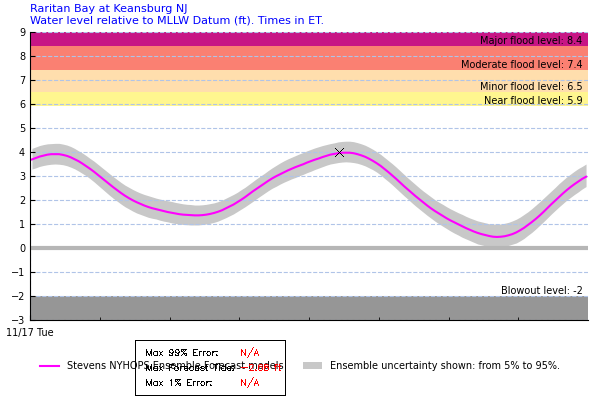 Raritan Bay at Keansburg NJ
Water level relative to MLLW Datum (ft). Times in ET.
9
Major flood level: 8.4
8
Moderate flood level: 7.4
7
Minor flood level: 6.5
Near flood level: 5.9
6
5
4
3
2
1
0
−1
Blowout level: -2
−2
−3
11/17 Tue
Max 99% Error: N/A
Stevens NYHOPS Ensemble Forecast models
Max Forecast Tide:
Ensemble uncertainty shown: from 5% to 95%.
Max 1% Error: N/A